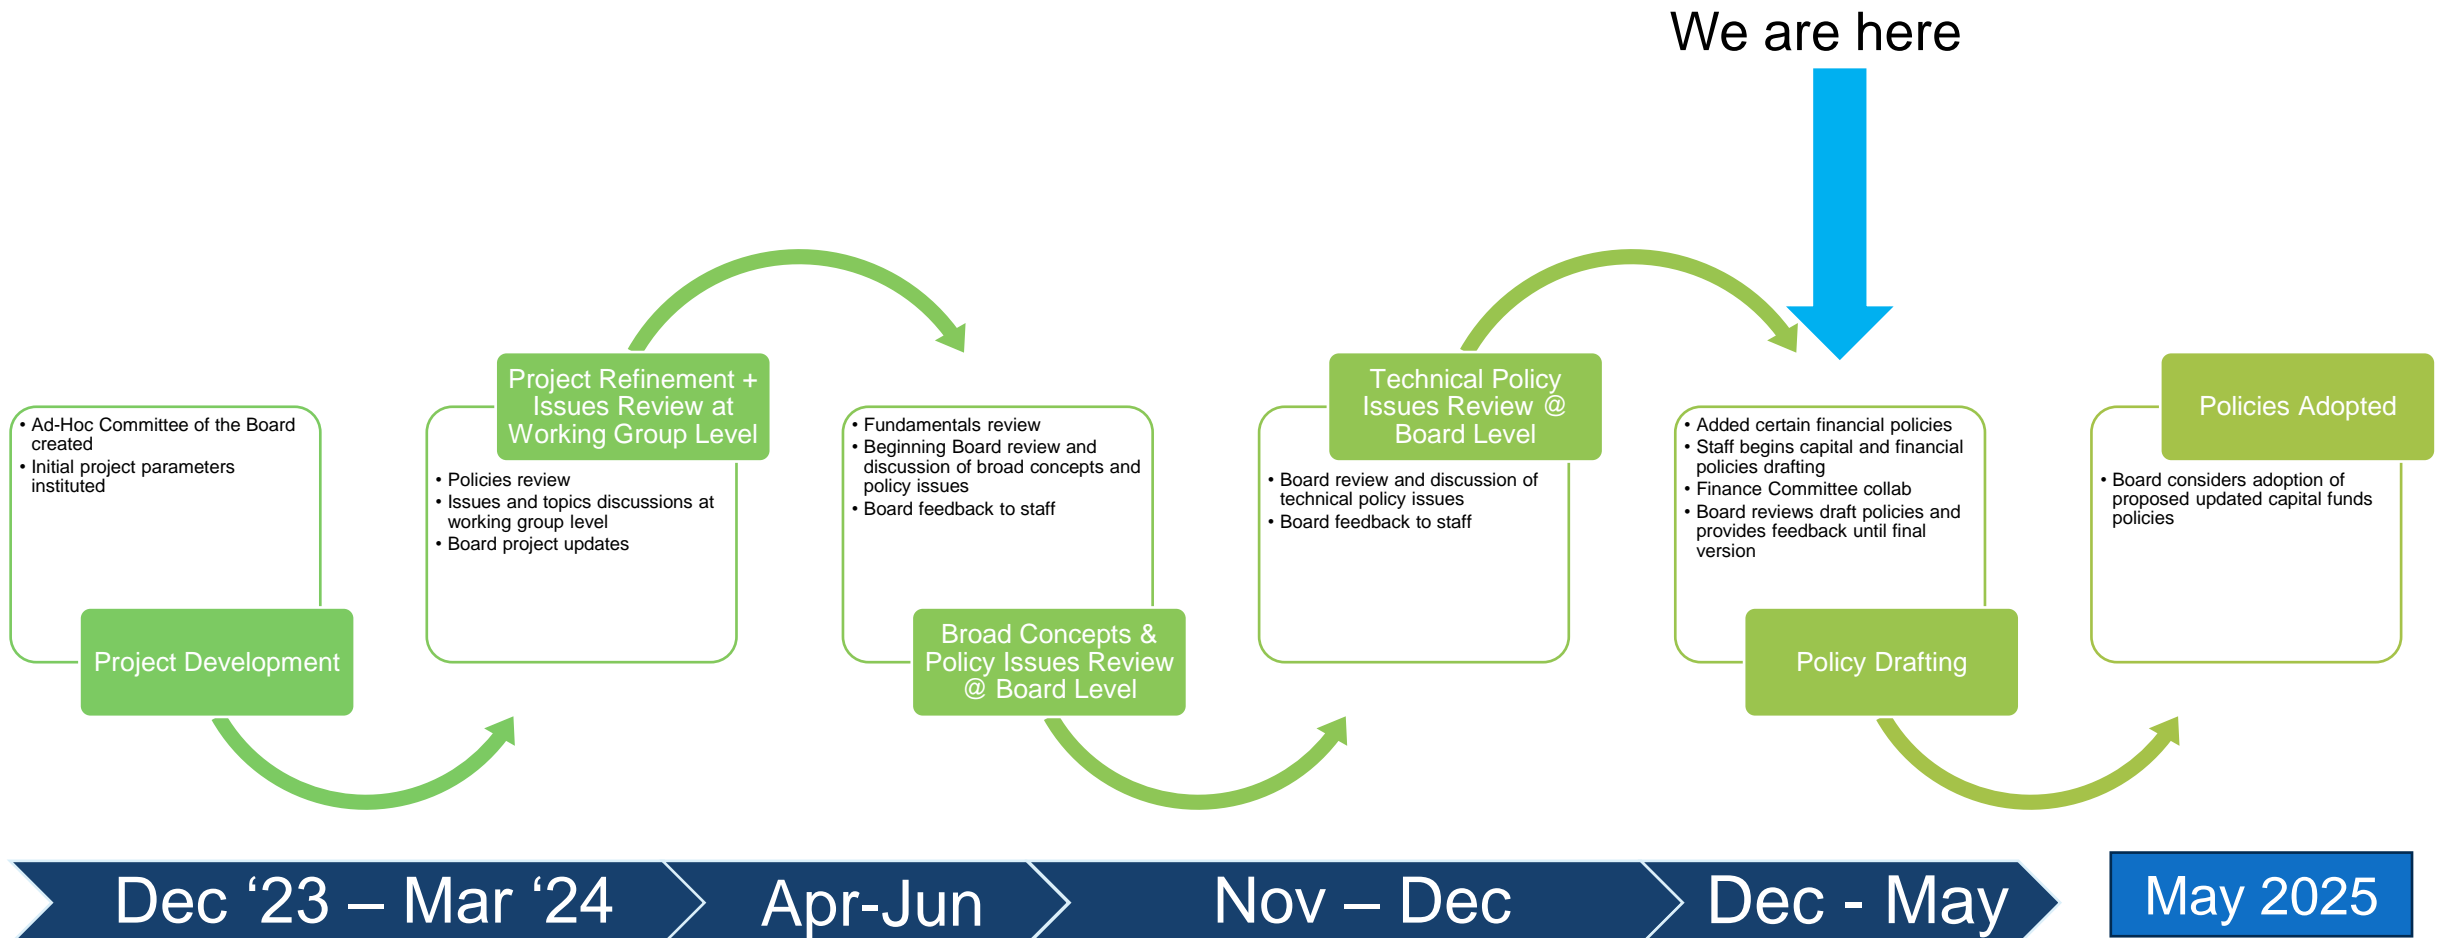 We are here
• Ad-Hoc Committee of the Board
created
• Initial project parameters
instituted
Project Development
Project Refinement +
Issues Review at
Working Group Level
• Policies review
• Issues and topics discussions at
working group level
• Board project updates
• Fundamentals review
• Beginning Board review and
discussion of broad concepts and
policy issues
• Board feedback to staff
Broad Concepts &
Policy Issues Review
@ Board Level
Technical Policy
Issues Review @
Board Level
• Board review and discussion of
technical policy issues
• Board feedback to staff
• Added certain financial policies
• Staff begins capital and financial
policies drafting
• Finance Committee collab
• Board reviews draft policies and
provides feedback until final
version
Policy Drafting
Policies Adopted
• Board considers adoption of
proposed updated capital funds
policies
Dec ‘23 – Mar ‘24
Apr-Jun
Nov – Dec
Dec - May
May 2025